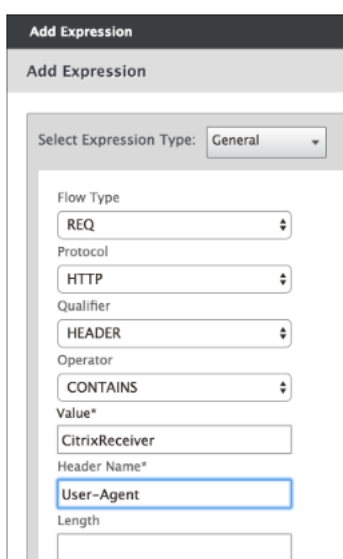 Add Expression
Add Expression
Select Expression Type: General
Flow Type
REQ
Protocol
HTTP
Qualifier
HEADER
Operator
CONTAINS
Value*
CitrixReceiver
Header Name*
User-Agent
Length